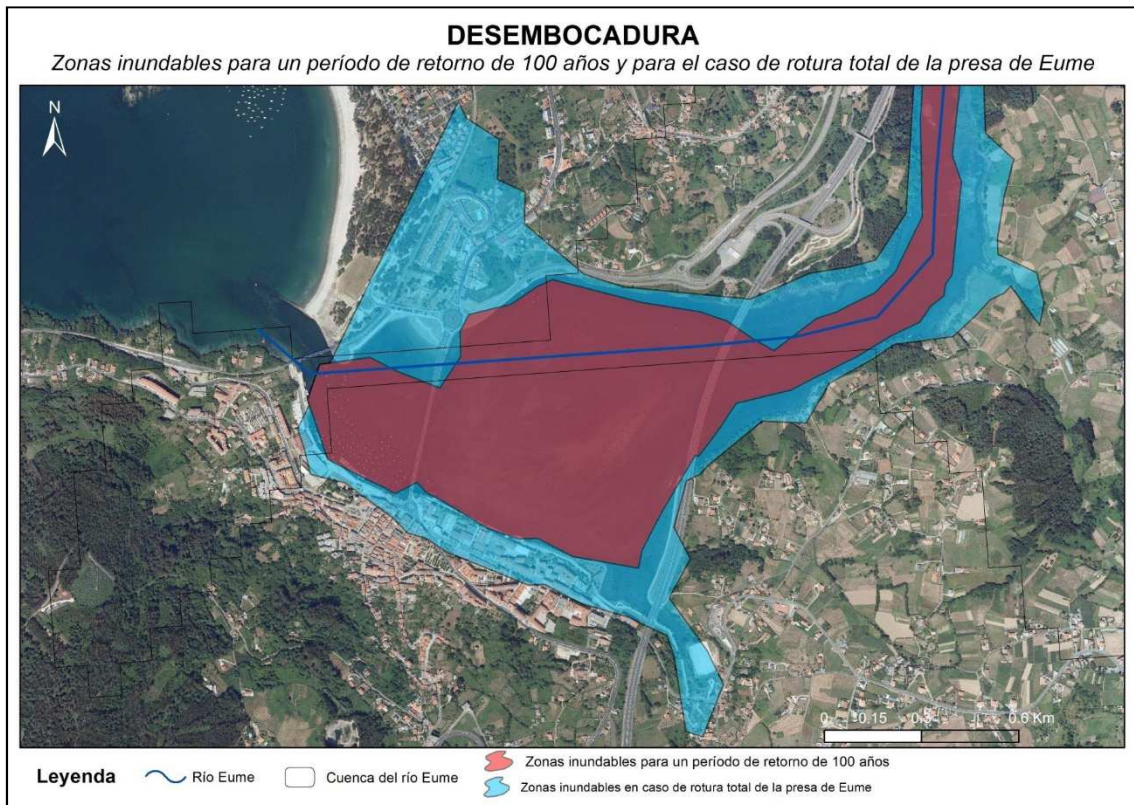 DESEMBOCADURA
Zonas inundables para un período de retorno de 100 años y para el caso de rotura total de la presa de Eume
N
0 0.15 0.3 0.6 Km
Leyenda
Río Eume
Cuenca del río Eume
Zonas inundables para un período de retorno de 100 años
Zonas inundables en caso de rotura total de la presa de Eume